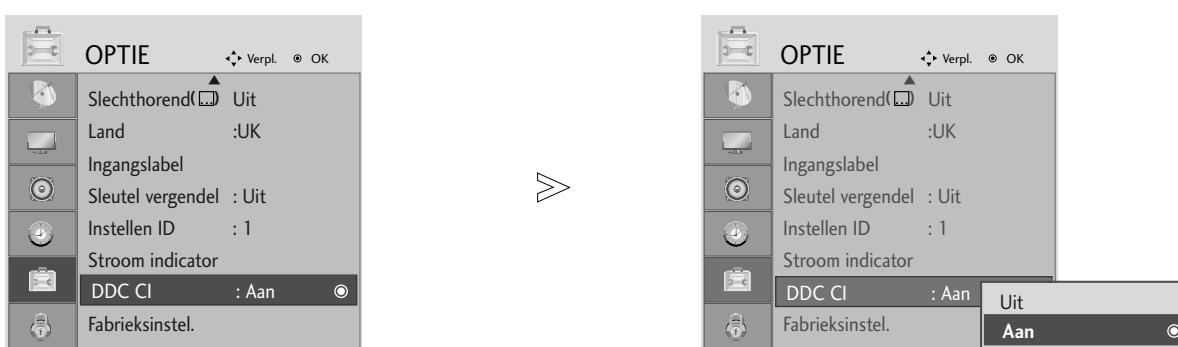 OPTIE Verpl. OK
Slechthorend( ) Uit
Land :UK
Ingangslabel
Sleutel vergendel : Uit
Instellen ID : 1
Stroom indicator
DDC CI : Aan
Fabrieksinstel.
OPTIE Verpl. OK
Slechthorend( ) Uit
Land :UK
Ingangslabel
Sleutel vergendel : Uit
Instellen ID : 1
Stroom indicator
DDC CI : Aan
Fabrieksinstel.
Uit
Aan